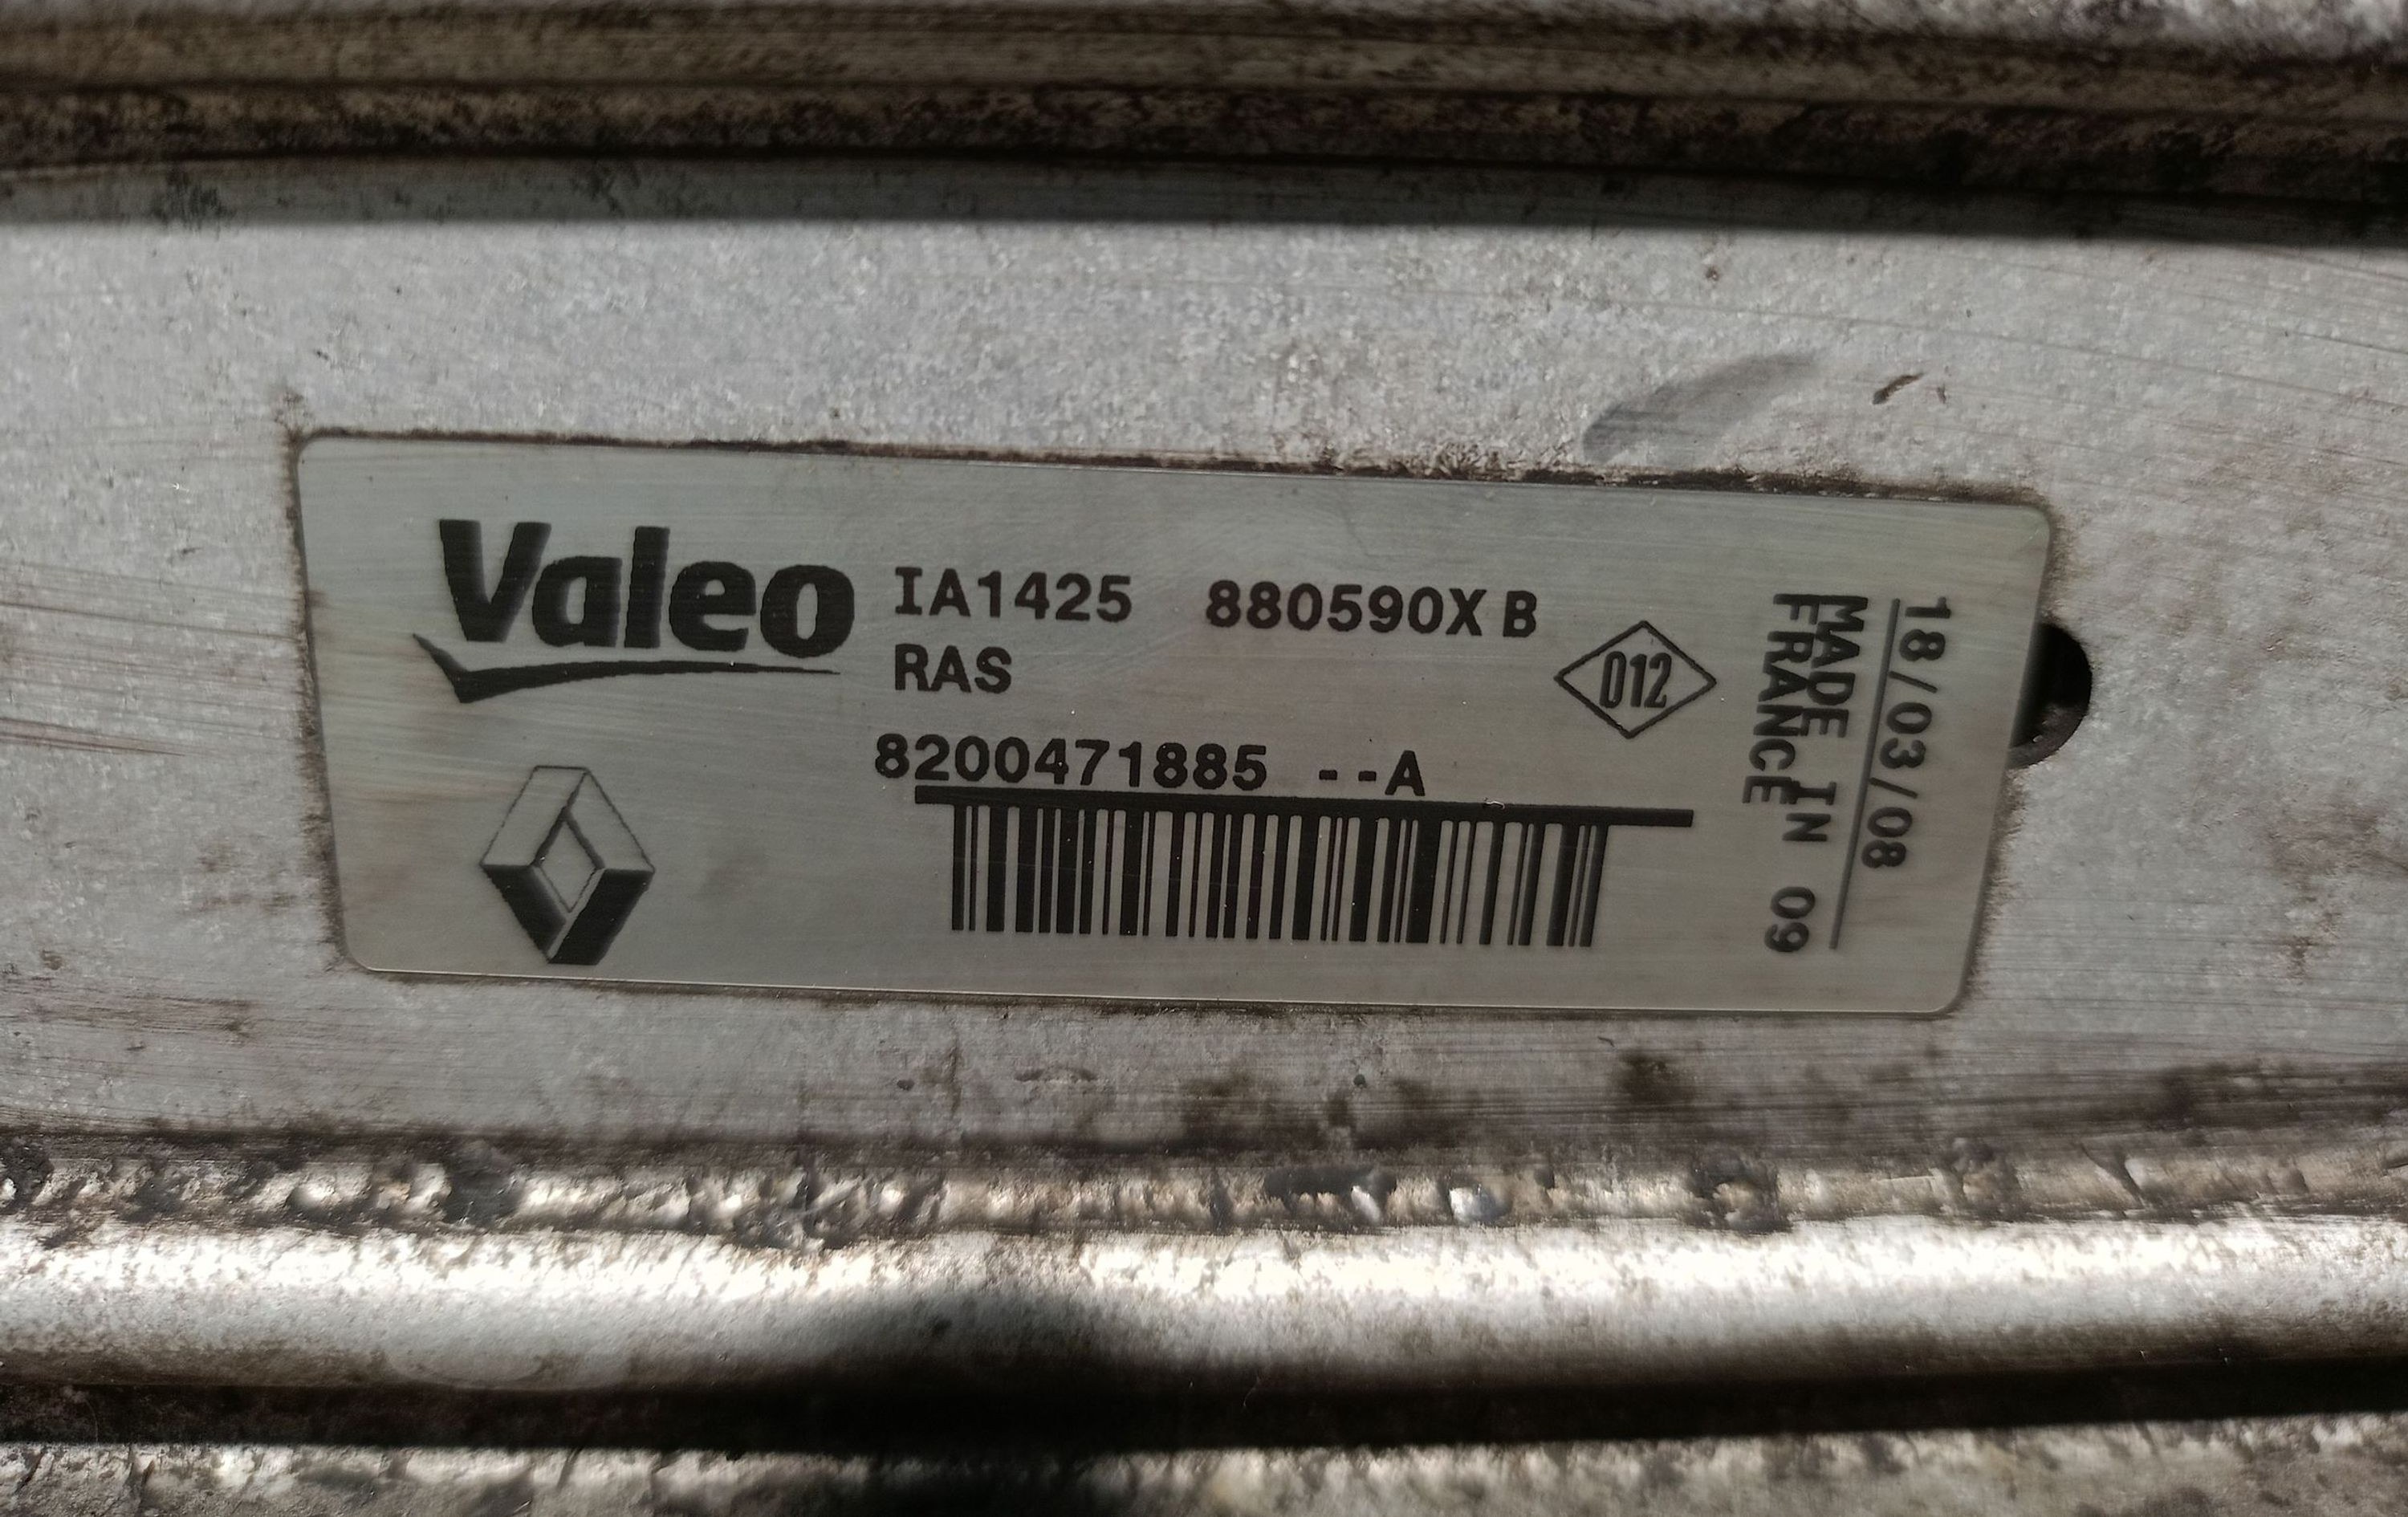 Valeo
IA1425 880590X B
RAS
012
8200471885 --A
18/03/08
MADE IN 09
FRANCE